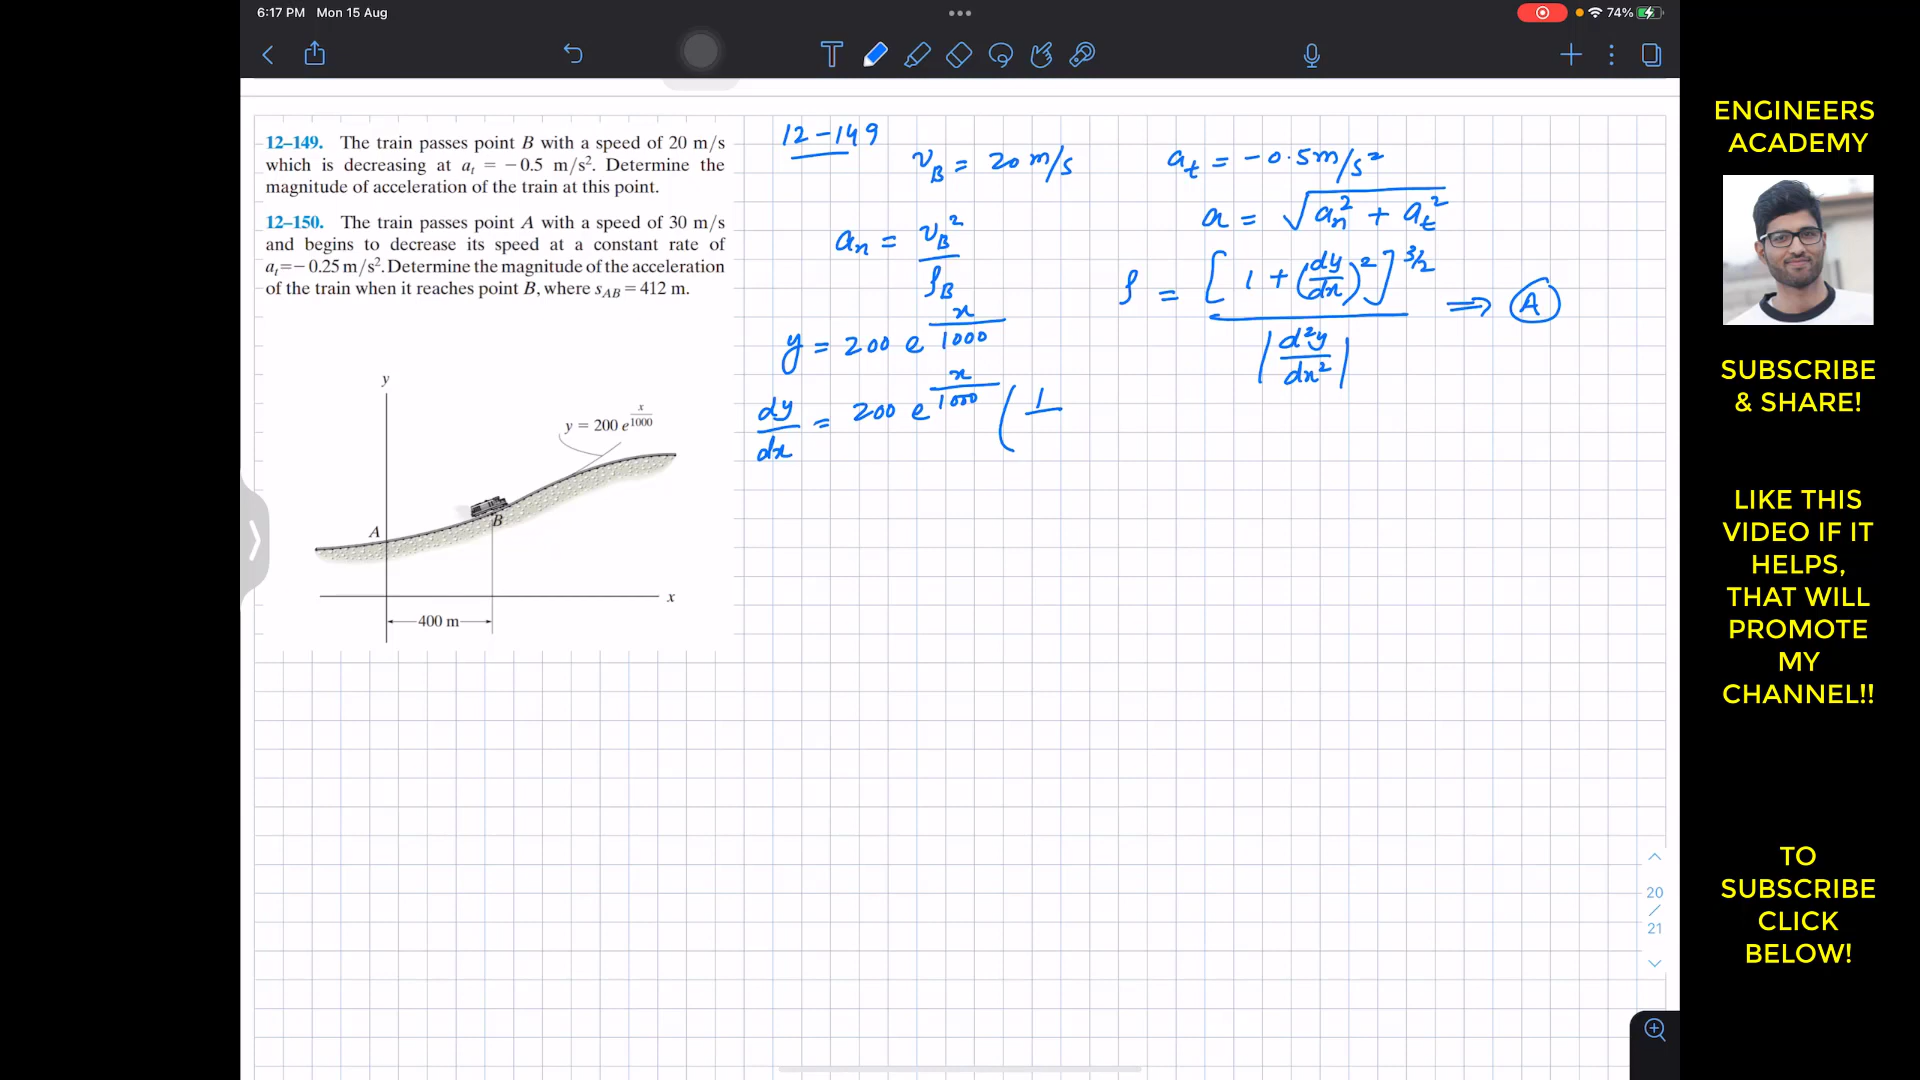 6:17 PM Mon 15 Aug
74%
12–149. The train passes point B with a speed of 20 m/s
which is decreasing at aₜ = −0.5 m/s². Determine the
magnitude of acceleration of the train at this point.
12–150. The train passes point A with a speed of 30 m/s
and begins to decrease its speed at a constant rate of
aₜ = −0.25 m/s². Determine the magnitude of the acceleration
of the train when it reaches point B, where s_AB = 412 m.
y
y = 200 e^(x/1000)
A
B
x
400 m
12-149
v_B = 20 m/s
aₜ = -0.5 m/s²
a = √(aₙ² + aₜ²)
aₙ = v_B² / ρ_B
ρ = [1 + (dy/dx)²]^(3/2) / |d²y/dx²| ⇒ A
y = 200 e^(x/1000)
dy/dx = 200 e^(x/1000) (1
20
/
21
ENGINEERS
ACADEMY
SUBSCRIBE
& SHARE!
LIKE THIS
VIDEO IF IT
HELPS,
THAT WILL
PROMOTE
MY
CHANNEL!!
TO
SUBSCRIBE
CLICK
BELOW!